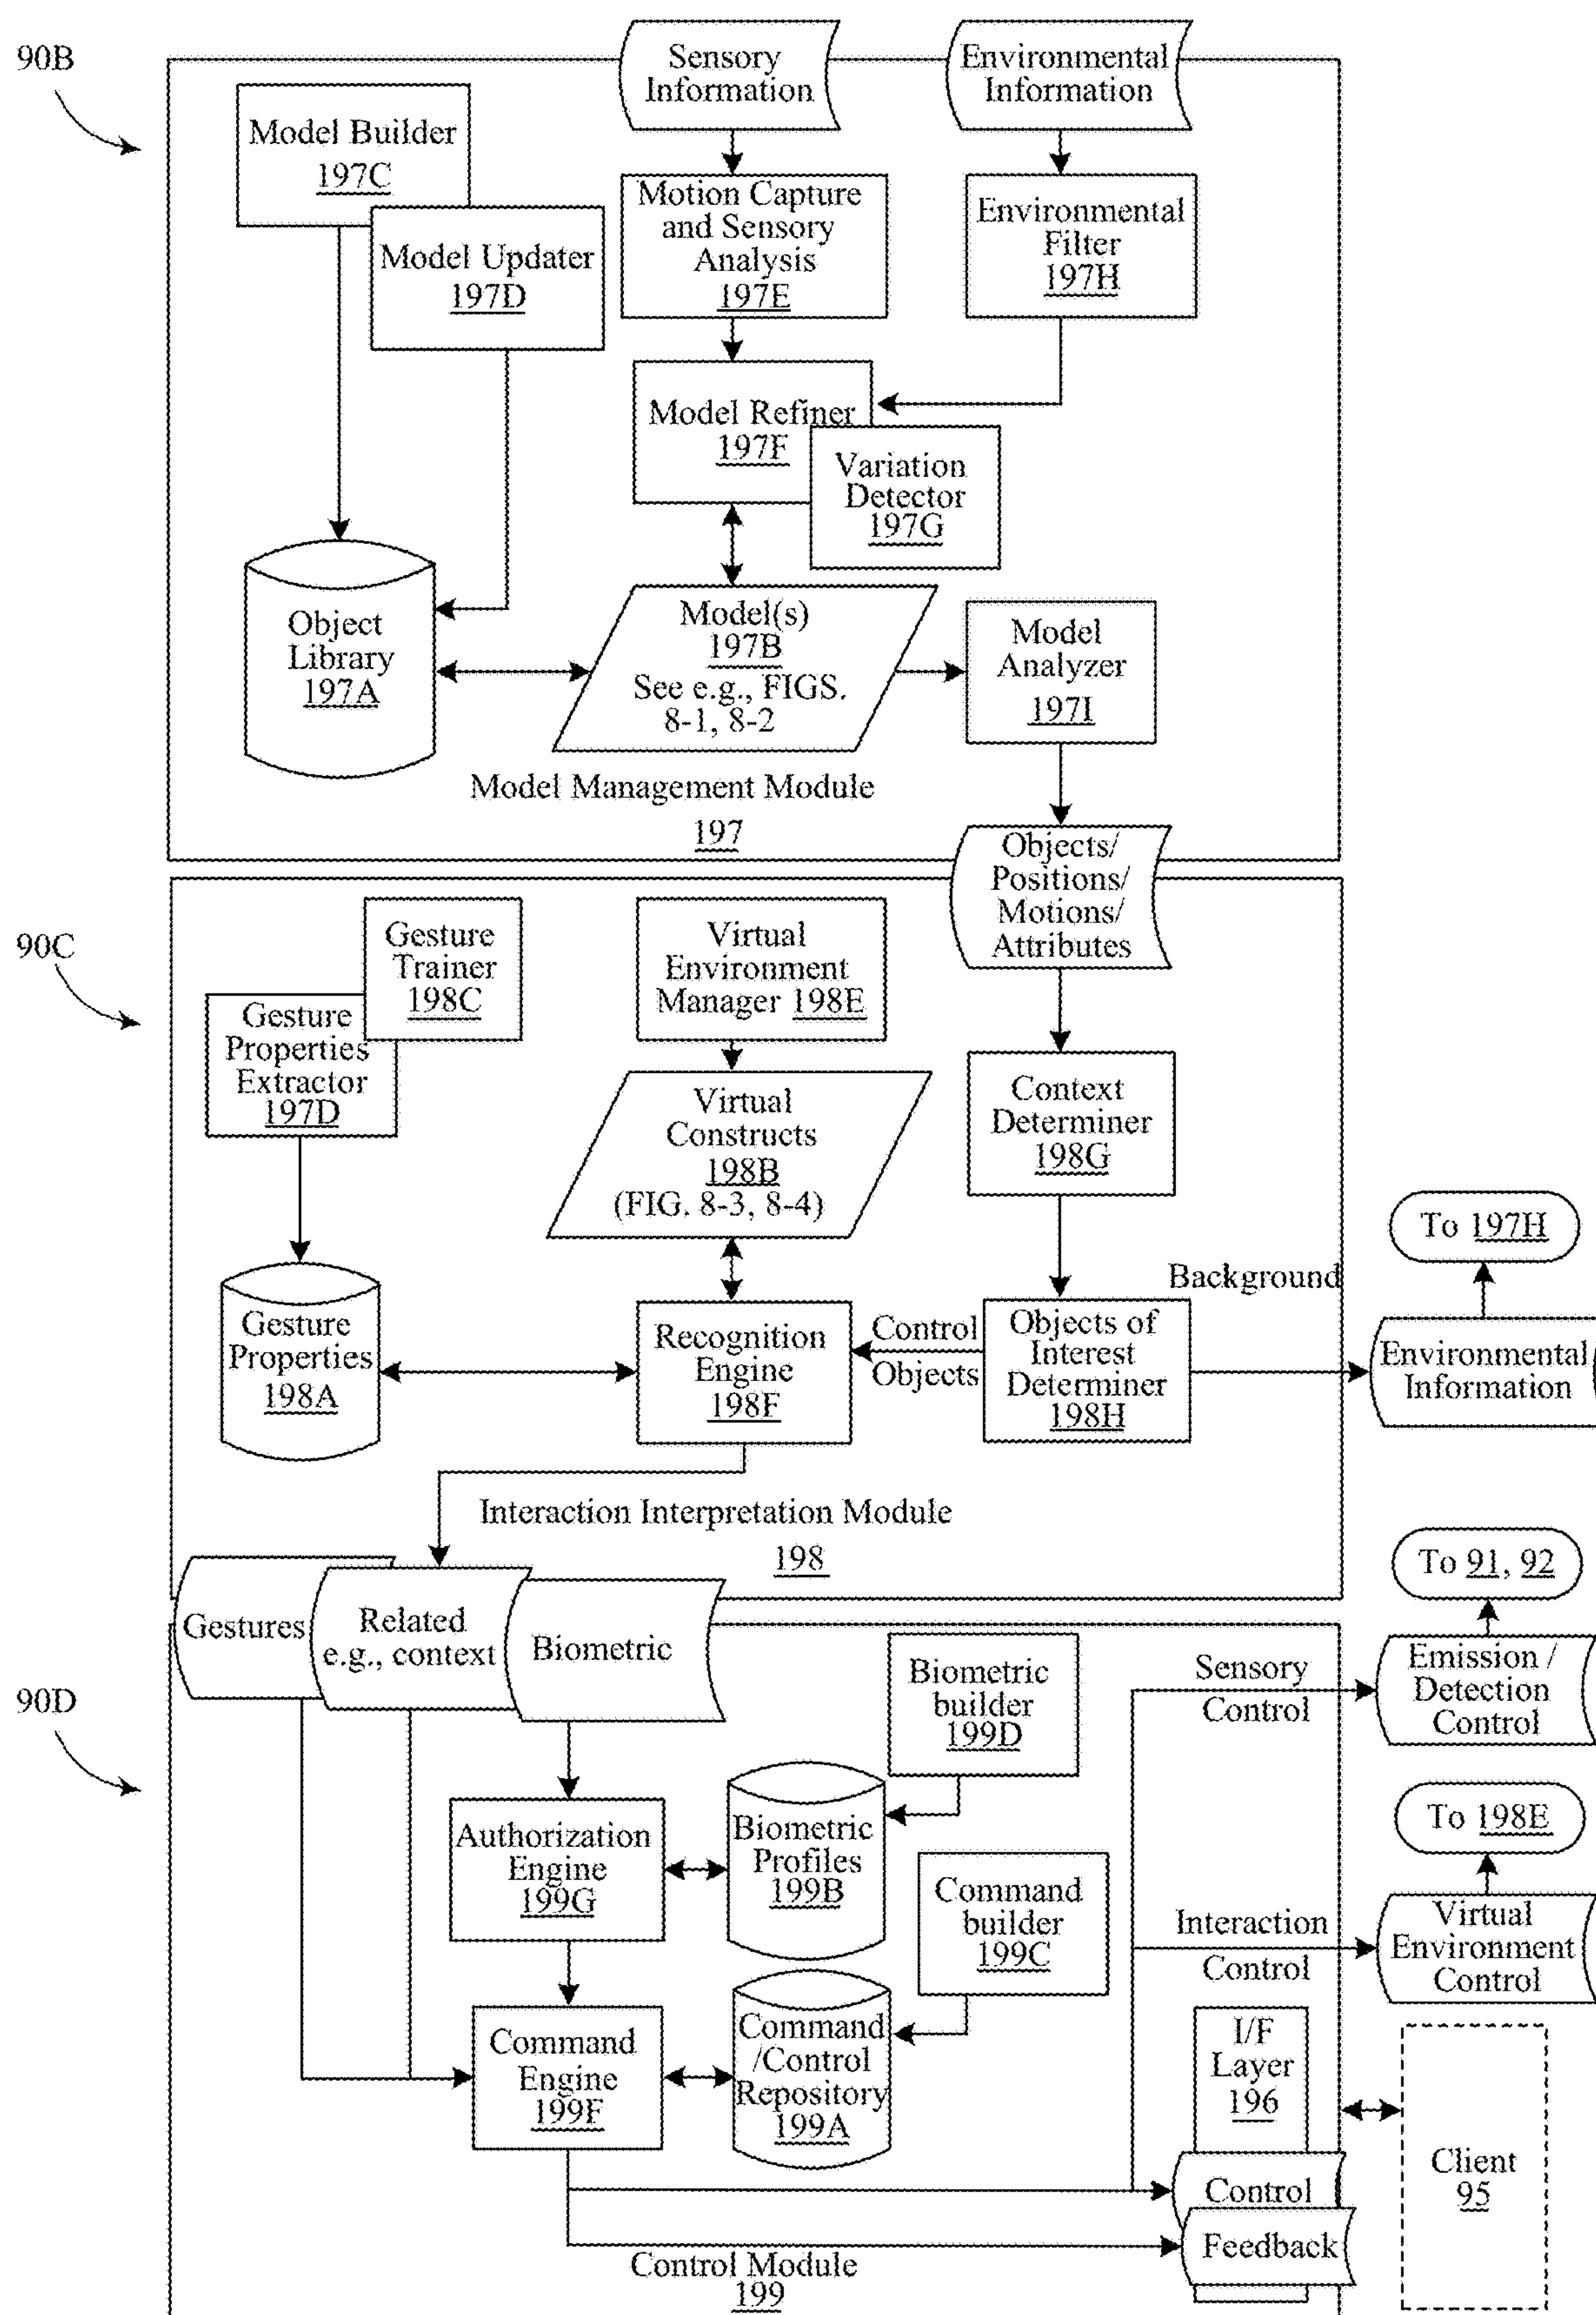 90B
Sensory
Information
Environmental
Information
Model Builder
197C
Model Updater
197D
Motion Capture
and Sensory
Analysis
197E
Environmental
Filter
197H
Model Refiner
197F
Variation
Detector
197G
Object
Library
197A
Model(s)
197B
See e.g., FIGS.
8-1, 8-2
Model
Analyzer
197I
Model Management Module
197
Objects/
Positions/
Motions/
Attributes
90C
Gesture
Trainer
198C
Gesture
Properties
Extractor
197D
Virtual
Environment
Manager 198E
Virtual
Constructs
198B
(FIG. 8-3, 8-4)
Context
Determiner
198G
To 197H
Background
Gesture
Properties
198A
Recognition
Engine
198F
Control
Objects
Objects of
Interest
Determiner
198H
Environmental
Information
Interaction Interpretation Module
198
To 91, 92
Gestures
Related
e.g., context
Biometric
90D
Biometric
builder
199D
Sensory
Control
Emission /
Detection
Control
To 198E
Authorization
Engine
199G
Biometric
Profiles
199B
Command
builder
199C
Interaction
Control
Virtual
Environment
Control
Command
Engine
199F
Command
/Control
Repository
199A
I/F
Layer
196
Client
95
Control
Feedback
Control Module
199